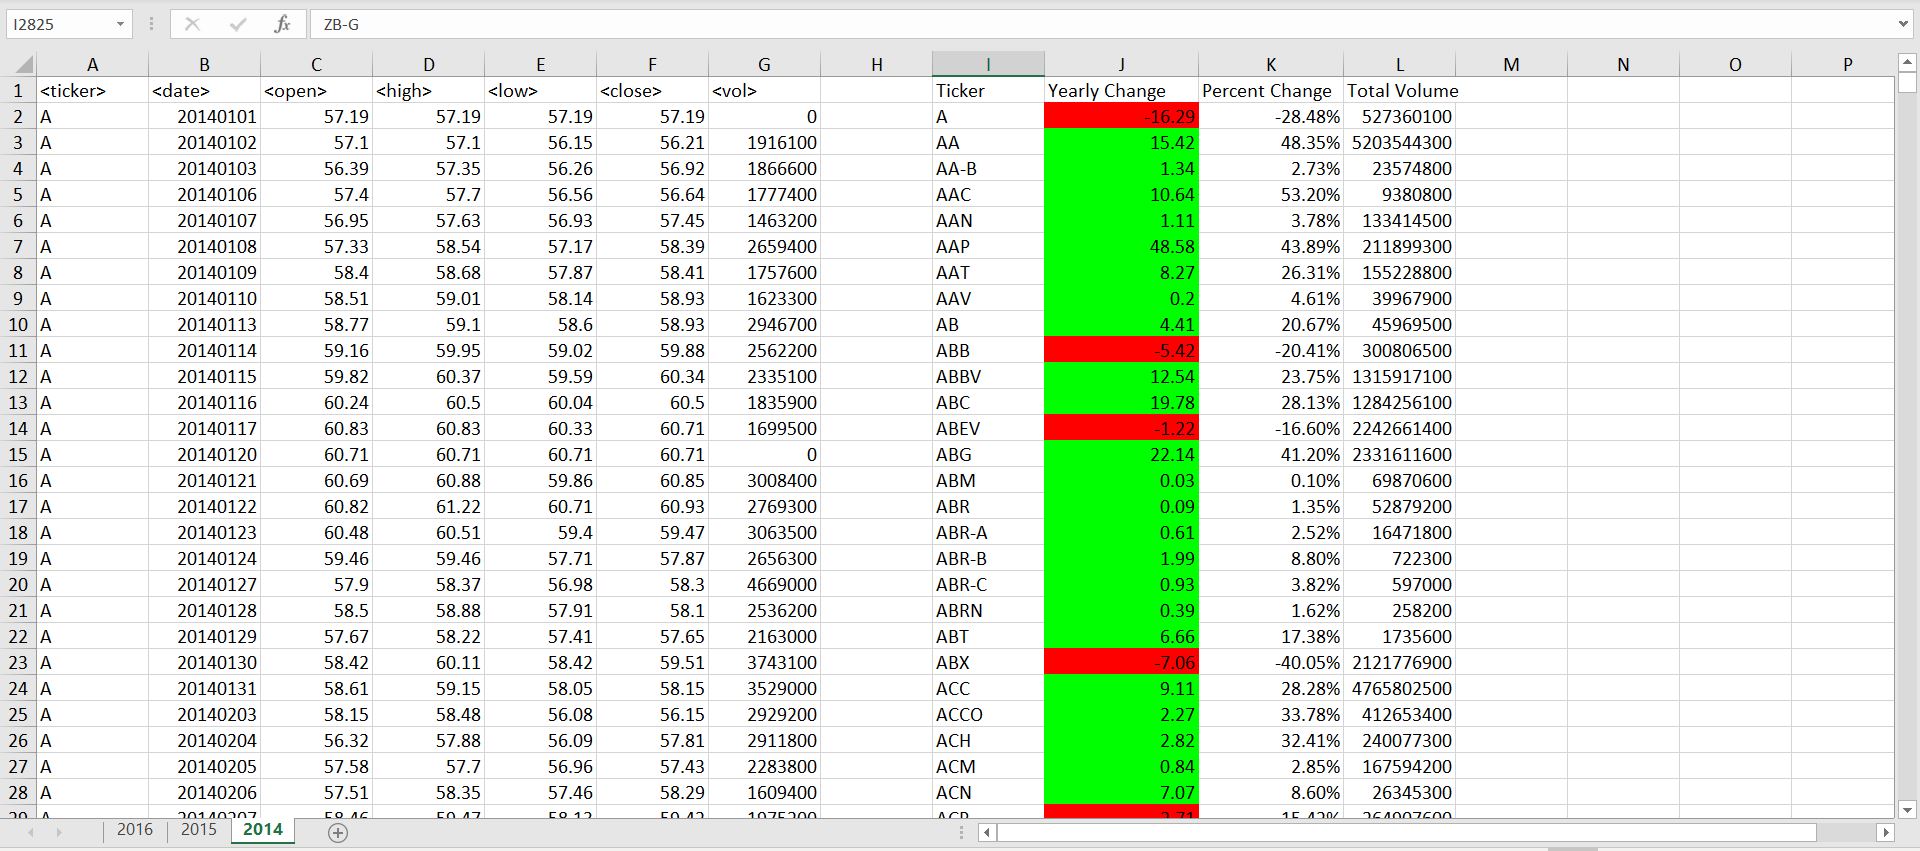 I2825 fx ZB-G
A B C D E F G H I J K L M N O P
1 <ticker> <date> <open> <high> <low> <close> <vol> Ticker Yearly Change Percent Change Total Volume
2 A 20140101 57.19 57.19 57.19 57.19 0 A -16.29 -28.48% 527360100
3 A 20140102 57.1 57.1 56.15 56.21 1916100 AA 15.42 48.35% 5203544300
4 A 20140103 56.39 57.35 56.26 56.92 1866600 AA-B 1.34 2.73% 23574800
5 A 20140106 57.4 57.7 56.56 56.64 1777400 AAC 10.64 53.20% 9380800
6 A 20140107 56.95 57.63 56.93 57.45 1463200 AAN 1.11 3.78% 133414500
7 A 20140108 57.33 58.54 57.17 58.39 2659400 AAP 48.58 43.89% 211899300
8 A 20140109 58.4 58.68 57.87 58.41 1757600 AAT 8.27 26.31% 155228800
9 A 20140110 58.51 59.01 58.14 58.93 1623300 AAV 0.2 4.61% 39967900
10 A 20140113 58.77 59.1 58.6 58.93 2946700 AB 4.41 20.67% 45969500
11 A 20140114 59.16 59.95 59.02 59.88 2562200 ABB -5.42 -20.41% 300806500
12 A 20140115 59.82 60.37 59.59 60.34 2335100 ABBV 12.54 23.75% 1315917100
13 A 20140116 60.24 60.5 60.04 60.5 1835900 ABC 19.78 28.13% 1284256100
14 A 20140117 60.83 60.83 60.33 60.71 1699500 ABEV -1.22 -16.60% 2242661400
15 A 20140120 60.71 60.71 60.71 60.71 0 ABG 22.14 41.20% 2331611600
16 A 20140121 60.69 60.88 59.86 60.85 3008400 ABM 0.03 0.10% 69870600
17 A 20140122 60.82 61.22 60.71 60.93 2769300 ABR 0.09 1.35% 52879200
18 A 20140123 60.48 60.51 59.4 59.47 3063500 ABR-A 0.61 2.52% 16471800
19 A 20140124 59.46 59.46 57.71 57.87 2656300 ABR-B 1.99 8.80% 722300
20 A 20140127 57.9 58.37 56.98 58.3 4669000 ABR-C 0.93 3.82% 597000
21 A 20140128 58.5 58.88 57.91 58.1 2536200 ABRN 0.39 1.62% 258200
22 A 20140129 57.67 58.22 57.41 57.65 2163000 ABT 6.66 17.38% 1735600
23 A 20140130 58.42 60.11 58.42 59.51 3743100 ABX -7.06 -40.05% 2121776900
24 A 20140131 58.61 59.15 58.05 58.15 3529000 ACC 9.11 28.28% 4765802500
25 A 20140203 58.15 58.48 56.08 56.15 2929200 ACCO 2.27 33.78% 412653400
26 A 20140204 56.32 57.88 56.09 57.81 2911800 ACH 2.82 32.41% 240077300
27 A 20140205 57.58 57.7 56.96 57.43 2283800 ACM 0.84 2.85% 167594200
28 A 20140206 57.51 58.35 57.46 58.29 1609400 ACN 7.07 8.60% 26345300
29 A 20140207
2016 2015 2014